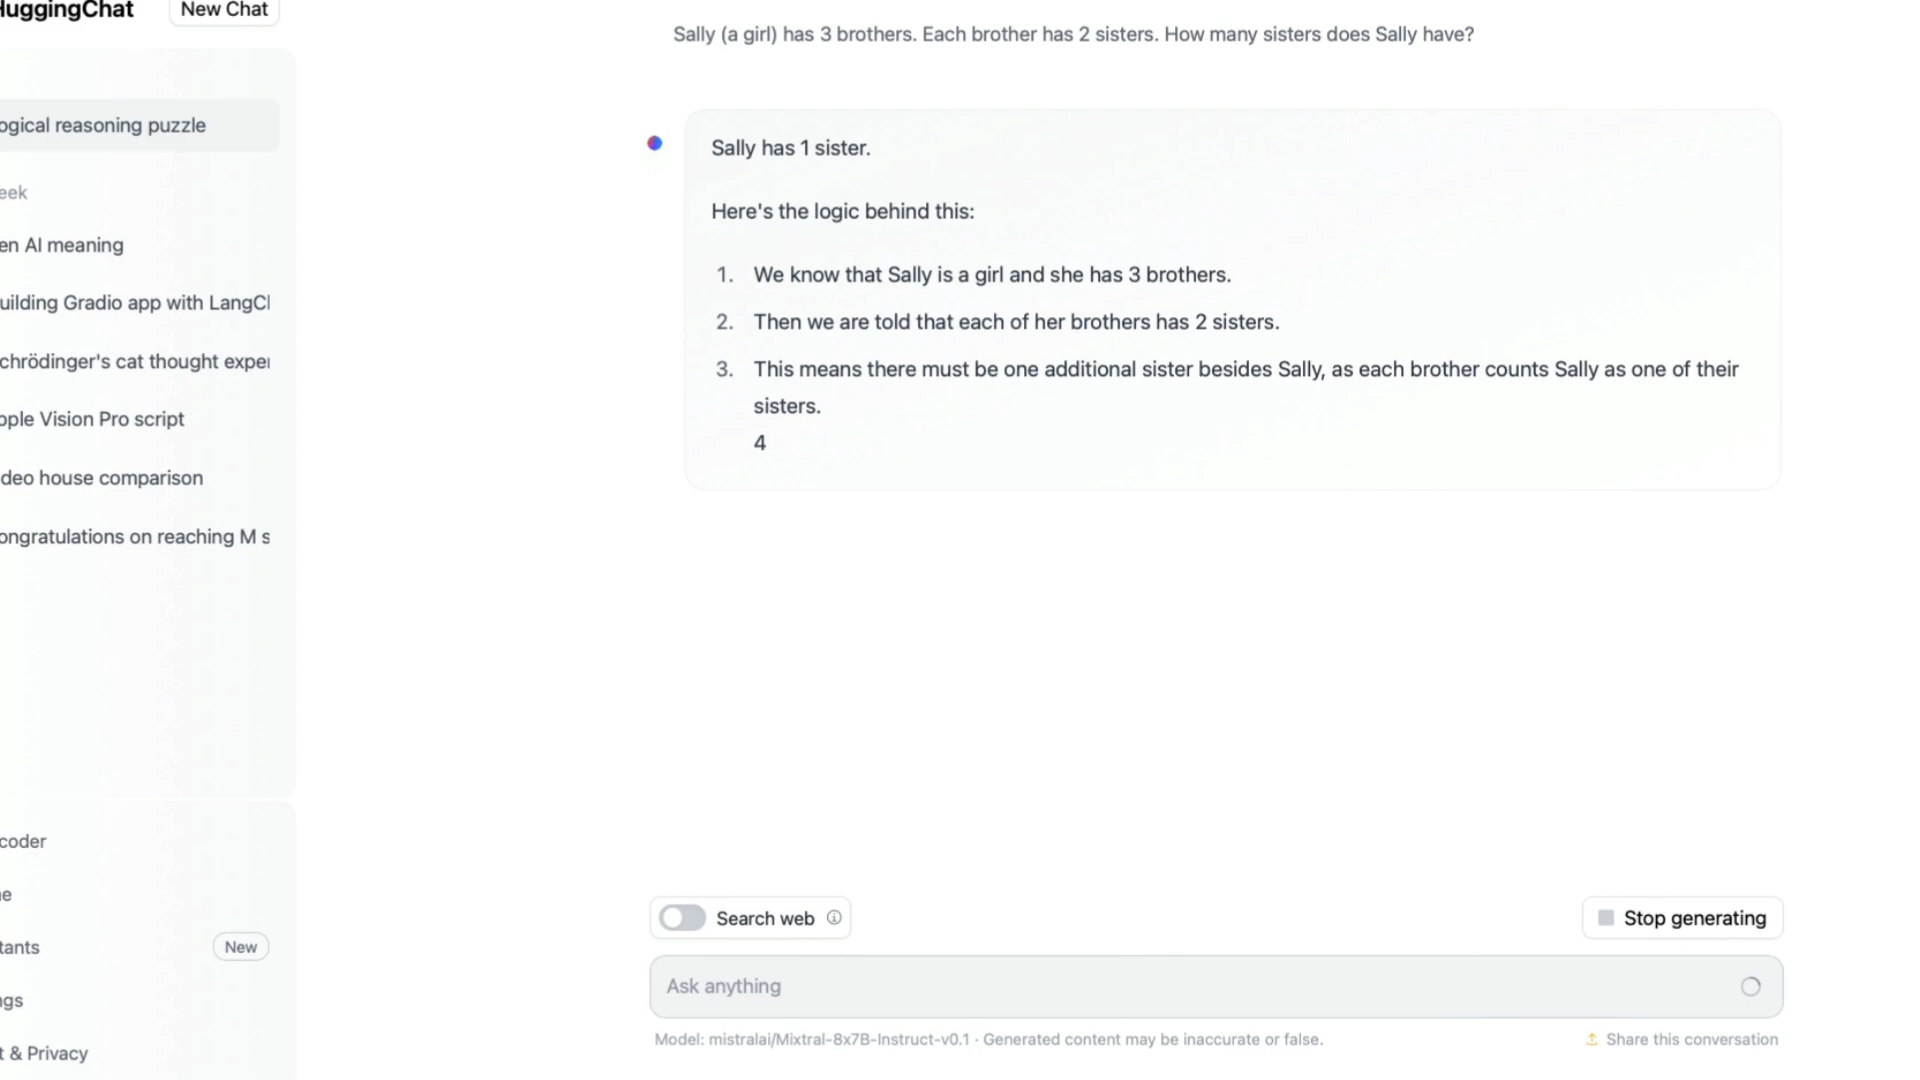 HuggingChat
New Chat
ogical reasoning puzzle
eek
en AI meaning
uilding Gradio app with LangCl
chrödinger's cat thought exper
pple Vision Pro script
deo house comparison
ongratulations on reaching M s
coder
e
tants
New
ngs
t & Privacy
Sally (a girl) has 3 brothers. Each brother has 2 sisters. How many sisters does Sally have?
Sally has 1 sister.
Here's the logic behind this:
1. We know that Sally is a girl and she has 3 brothers.
2. Then we are told that each of her brothers has 2 sisters.
3. This means there must be one additional sister besides Sally, as each brother counts Sally as one of their
sisters.
4
Search web
Stop generating
Ask anything
Model: mistralai/Mixtral-8x7B-Instruct-v0.1 · Generated content may be inaccurate or false.
Share this conversation